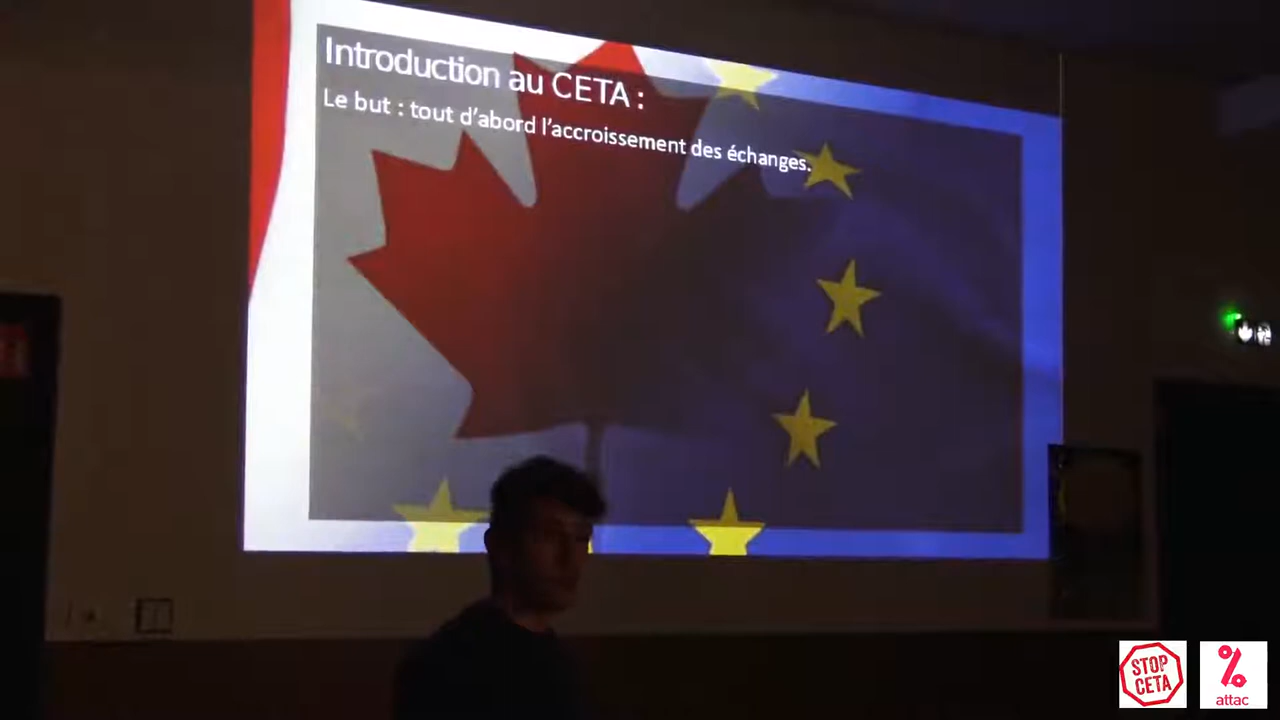 Introduction au CETA :
Le but : tout d'abord l'accroissement des échanges.
STOP
CETA
%
attac